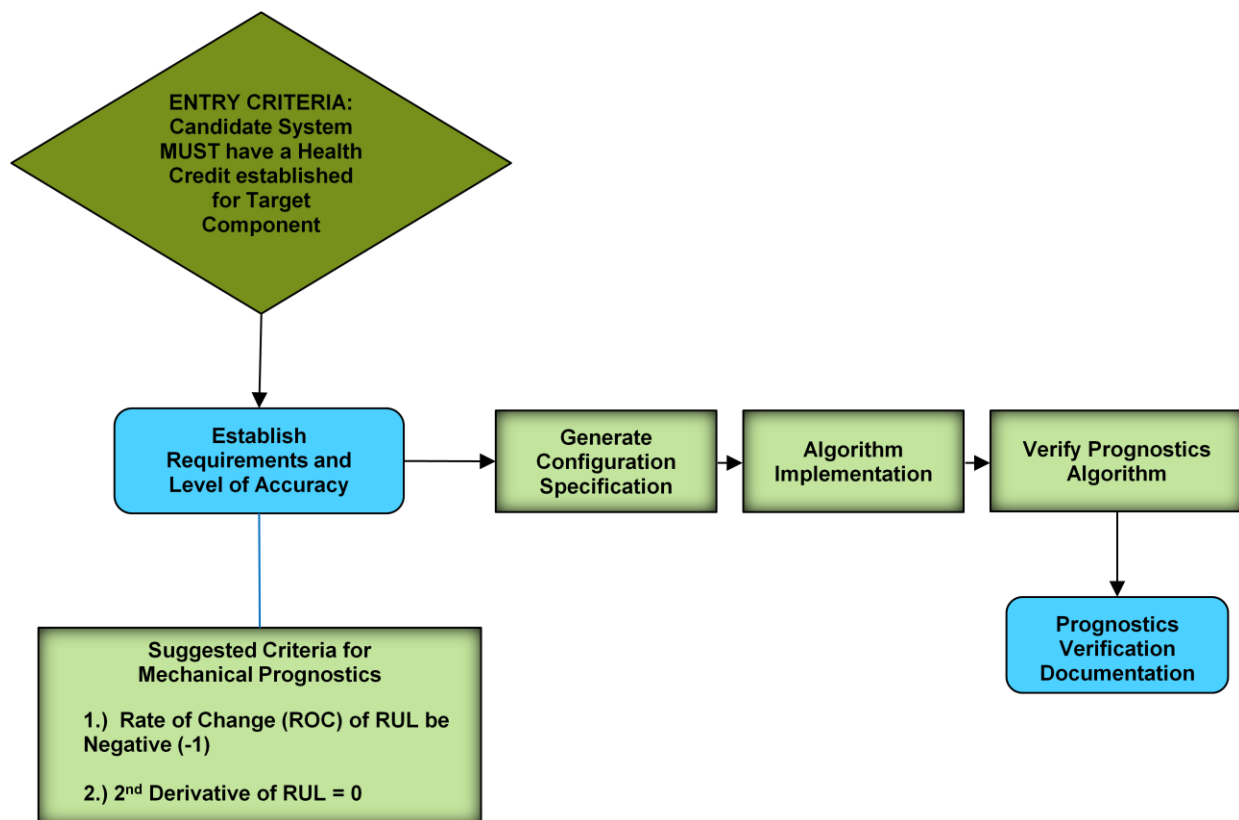 ENTRY CRITERIA:
Candidate System
MUST have a Health
Credit established
for Target
Component
Establish
Requirements and
Level of Accuracy
Generate
Configuration
Specification
Algorithm
Implementation
Verify Prognostics
Algorithm
Suggested Criteria for
Mechanical Prognostics
1.) Rate of Change (ROC) of RUL be
Negative (-1)
2.) 2nd Derivative of RUL = 0
Prognostics
Verification
Documentation